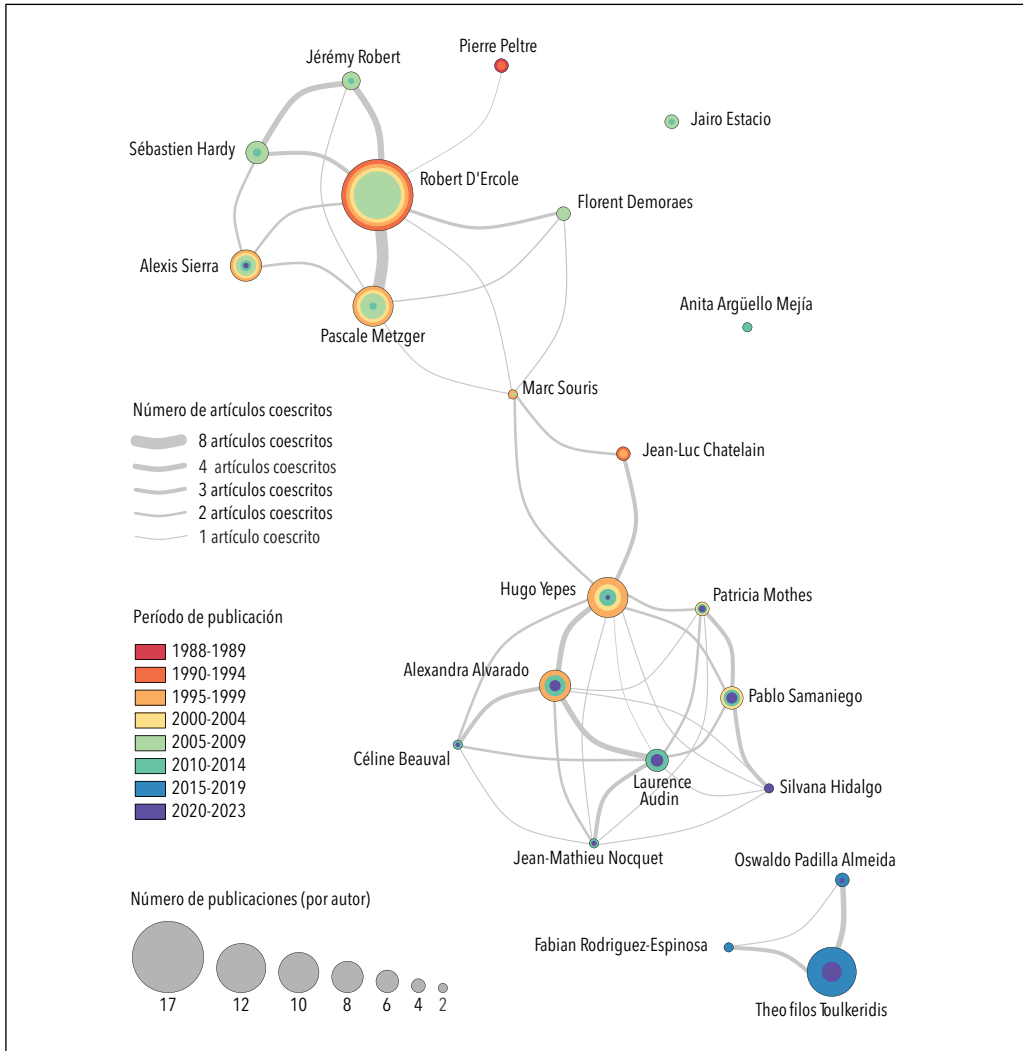 Pierre Peltre
Jérémy Robert
Jairo Estacio
Sébastien Hardy
Robert D'Ercole
Florent Demoraes
Alexis Sierra
Anita Argüello Mejía
Pascale Metzger
Marc Souris
Número de artículos coescritos
8 artículos coescritos
4 artículos coescritos
3 artículos coescritos
2 artículos coescritos
1 artículo coescrito
Jean-Luc Chatelain
Hugo Yepes
Patricia Mothes
Período de publicación
1988-1989
1990-1994
1995-1999
2000-2004
2005-2009
2010-2014
2015-2019
2020-2023
Alexandra Alvarado
Pablo Samaniego
Céline Beauval
Laurence
Audin
Silvana Hidalgo
Jean-Mathieu Nocquet
Oswaldo Padilla Almeida
Número de publicaciones (por autor)
17 12 10 8 6 4 2
Fabian Rodriguez-Espinosa
Theo filos Toulkeridis